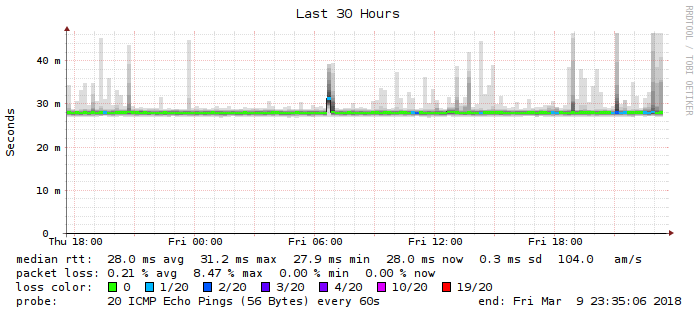 Last 30 Hours
RRDTOOL / TOBI OETIKER
Seconds
40 m
30 m
20 m
10 m
0
Thu 18:00 Fri 00:00 Fri 06:00 Fri 12:00 Fri 18:00
median rtt: 28.0 ms avg 31.2 ms max 27.9 ms min 28.0 ms now 0.3 ms sd 104.0 am/s
packet loss: 0.21 % avg 8.47 % max 0.00 % min 0.00 % now
loss color: 0 1/20 2/20 3/20 4/20 10/20 19/20
probe: 20 ICMP Echo Pings (56 Bytes) every 60s end: Fri Mar 9 23:35:06 2018